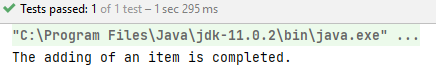 Tests passed: 1 of 1 test – 1 sec 295 ms
"C:\Program Files\Java\jdk-11.0.2\bin\java.exe" ...
The adding of an item is completed.